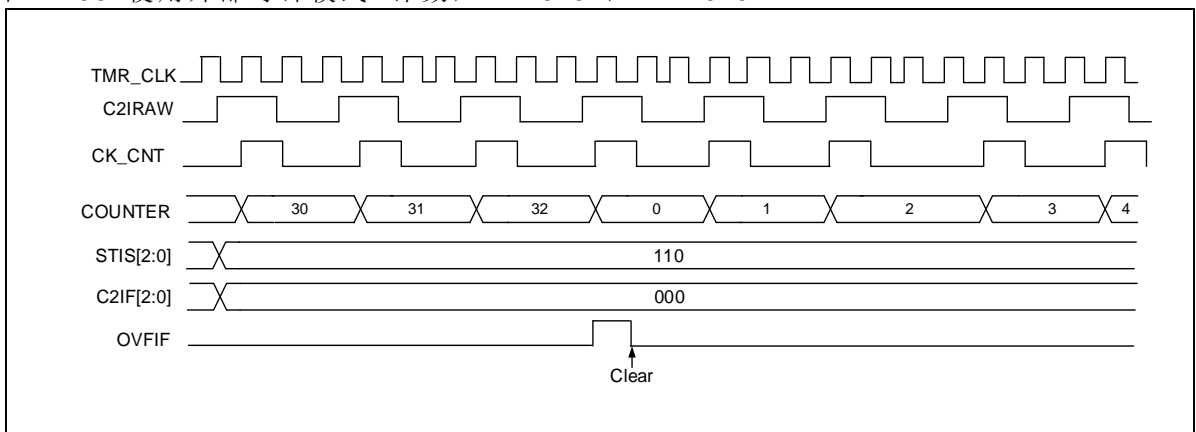 TMR_CLK
C2IRAW
CK_CNT
COUNTER 30 31 32 0 1 2 3 4
STIS[2:0] 110
C2IF[2:0] 000
OVFIF
Clear